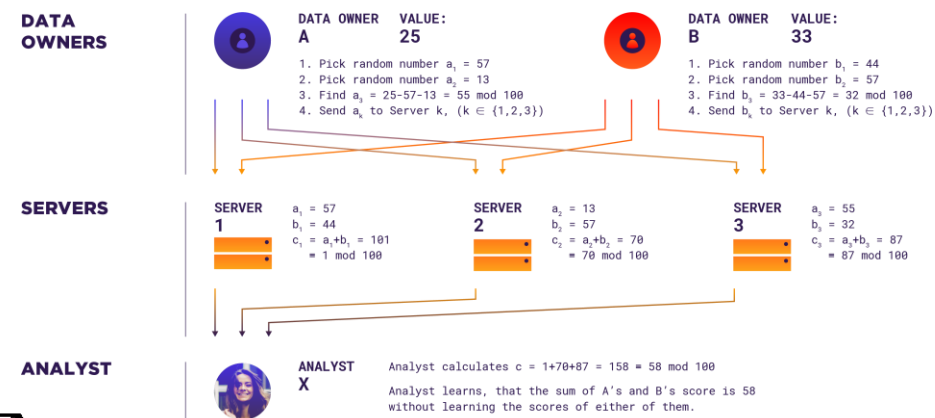 DATA
OWNERS
DATA OWNER VALUE:
A 25
1. Pick random number a₁ = 57
2. Pick random number a₂ = 13
3. Find a₃ = 25-57-13 = 55 mod 100
4. Send aₖ to Server k, (k ∈ {1,2,3})
DATA OWNER VALUE:
B 33
1. Pick random number b₁ = 44
2. Pick random number b₂ = 57
3. Find b₃ = 33-44-57 = 32 mod 100
4. Send bₖ to Server k, (k ∈ {1,2,3})
SERVERS
SERVER
1
a₁ = 57
b₁ = 44
c₁ = a₁+b₁ = 101
= 1 mod 100
SERVER
2
a₂ = 13
b₂ = 57
c₂ = a₂+b₂ = 70
= 70 mod 100
SERVER
3
a₃ = 55
b₃ = 32
c₃ = a₃+b₃ = 87
= 87 mod 100
ANALYST
ANALYST
X
Analyst calculates c = 1+70+87 = 158 = 58 mod 100
Analyst learns, that the sum of A's and B's score is 58
without learning the scores of either of them.